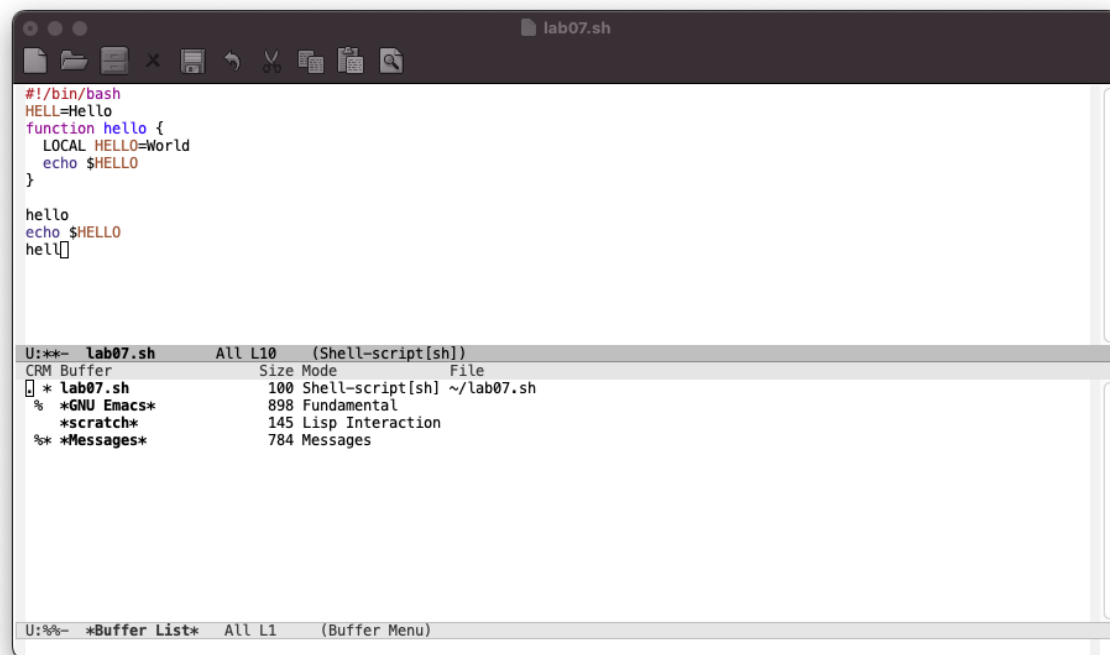 lab07.sh
#!/bin/bash
HELL=Hello
function hello {
  LOCAL HELLO=World
  echo $HELLO
}
hello
echo $HELLO
hell
U:**-  lab07.sh       All L10    (Shell-script[sh])
CRM Buffer                 Size Mode             File
. * lab07.sh                100 Shell-script[sh] ~/lab07.sh
 %  *GNU Emacs*             898 Fundamental
    *scratch*               145 Lisp Interaction
 %* *Messages*              784 Messages
U:%%-  *Buffer List*   All L1     (Buffer Menu)